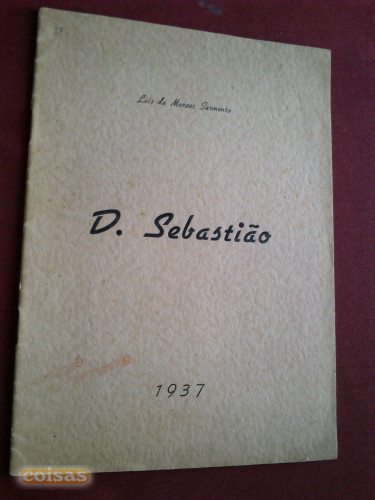 Luís de Moraes Sarmento
D. Sebastião
1937
coisas